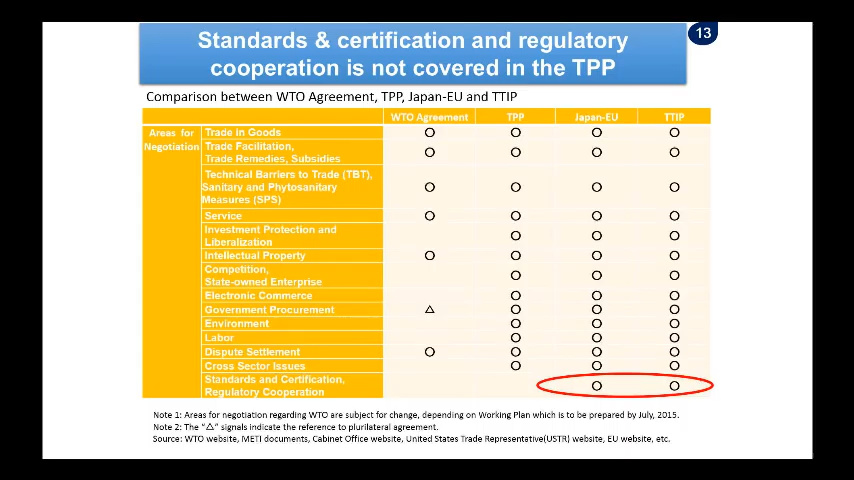 13
Standards & certification and regulatory
cooperation is not covered in the TPP
Comparison between WTO Agreement, TPP, Japan-EU and TTIP
WTO Agreement TPP Japan-EU TTIP
Areas for Negotiation
Trade in Goods ○ ○ ○ ○
Trade Facilitation,
Trade Remedies, Subsidies ○ ○ ○ ○
Technical Barriers to Trade (TBT),
Sanitary and Phytosanitary
Measures (SPS) ○ ○ ○ ○
Service ○ ○ ○ ○
Investment Protection and
Liberalization ○ ○ ○
Intellectual Property ○ ○ ○ ○
Competition,
State-owned Enterprise ○ ○ ○
Electronic Commerce ○ ○ ○
Government Procurement △ ○ ○ ○
Environment ○ ○ ○
Labor ○ ○ ○
Dispute Settlement ○ ○ ○ ○
Cross Sector Issues ○ ○ ○
Standards and Certification,
Regulatory Cooperation ○ ○
Note 1: Areas for negotiation regarding WTO are subject for change, depending on Working Plan which is to be prepared by July, 2015.
Note 2: The "△" signals indicate the reference to plurilateral agreement.
Source: WTO website, METI documents, Cabinet Office website, United States Trade Representative(USTR) website, EU website, etc.